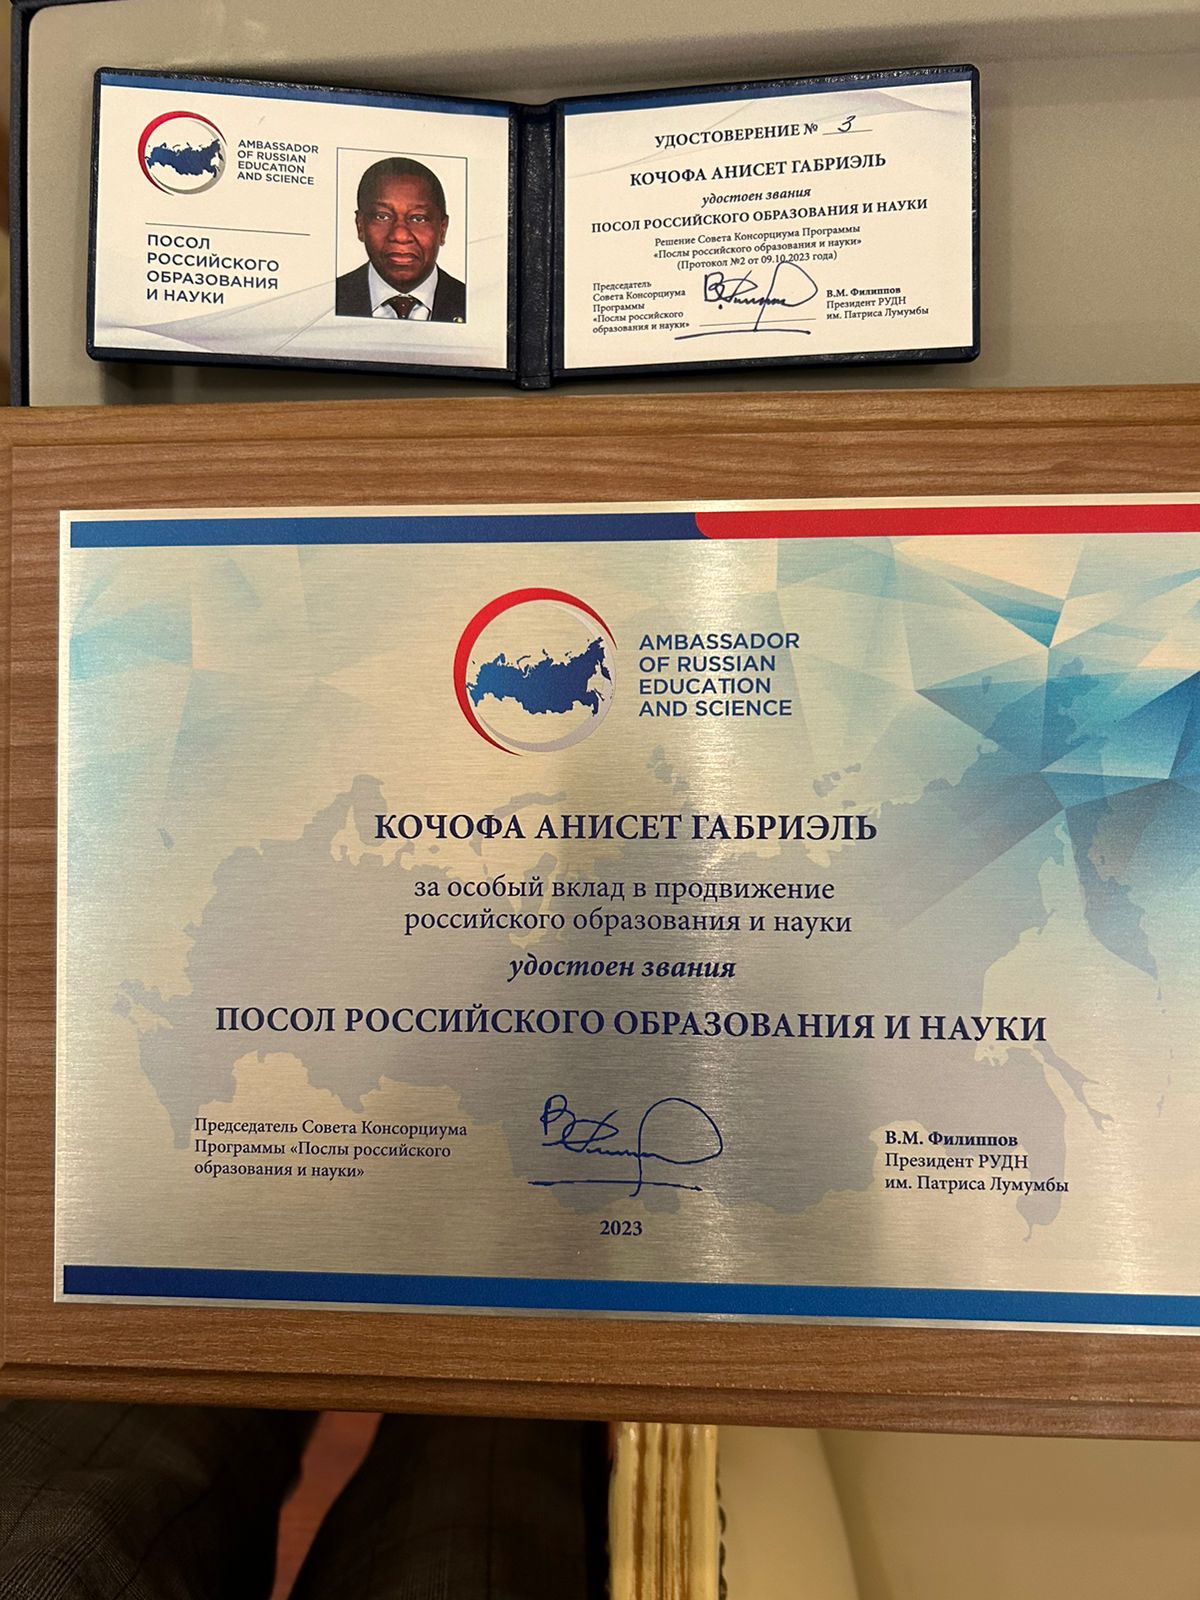 AMBASSADOR
OF RUSSIAN
EDUCATION
AND SCIENCE
ПОСОЛ
РОССИЙСКОГО
ОБРАЗОВАНИЯ
И НАУКИ
УДОСТОВЕРЕНИЕ № 3
КОЧОФА АНИСЕТ ГАБРИЭЛЬ
удостоен звания
ПОСОЛ РОССИЙСКОГО ОБРАЗОВАНИЯ И НАУКИ
Решение Совета Консорциума Программы
«Послы российского образования и науки»
(Протокол №2 от 09.10.2023 года)
Председатель
Совета Консорциума
Программы
«Послы российского
образования и науки»
В.М. Филиппов
Президент РУДН
им. Патриса Лумумбы
AMBASSADOR
OF RUSSIAN
EDUCATION
AND SCIENCE
КОЧОФА АНИСЕТ ГАБРИЭЛЬ
за особый вклад в продвижение
российского образования и науки
удостоен звания
ПОСОЛ РОССИЙСКОГО ОБРАЗОВАНИЯ И НАУКИ
Председатель Совета Консорциума
Программы «Послы российского
образования и науки»
В.М. Филиппов
Президент РУДН
им. Патриса Лумумбы
2023